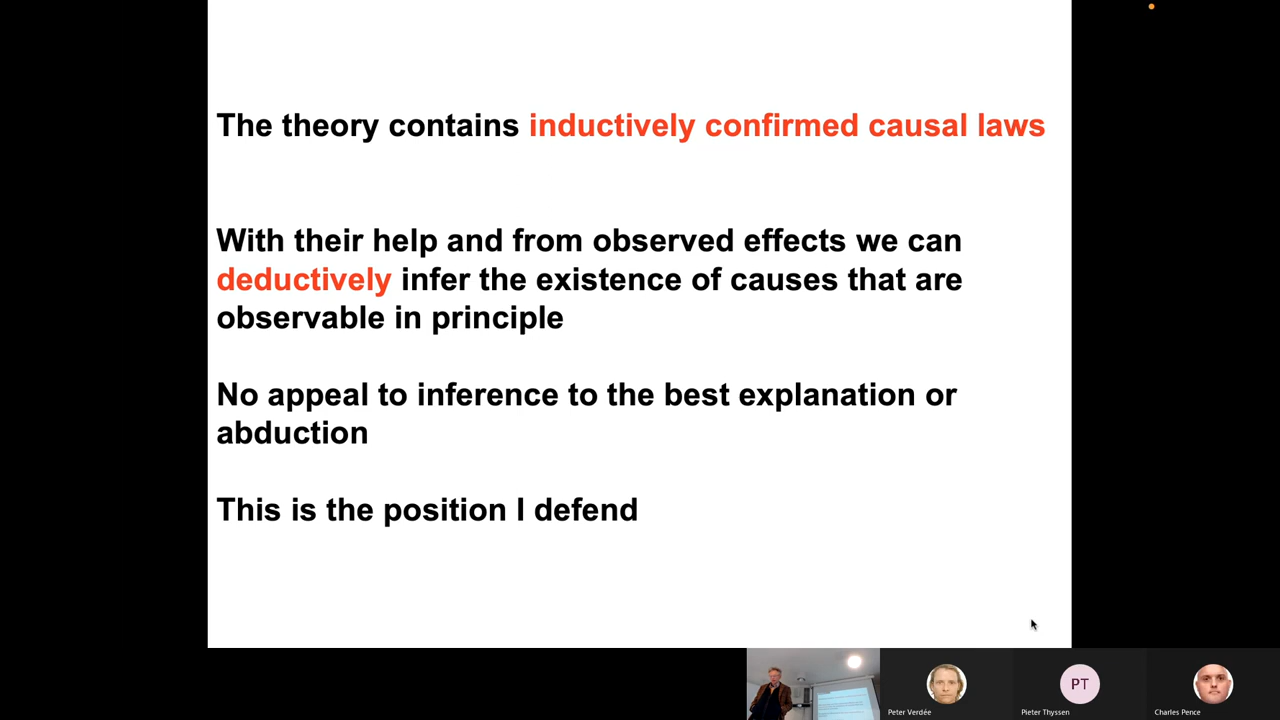 The theory contains inductively confirmed causal laws
With their help and from observed effects we can
deductively infer the existence of causes that are
observable in principle
No appeal to inference to the best explanation or
abduction
This is the position I defend
PT
Peter Verdée
Pieter Thyssen
Charles Pence